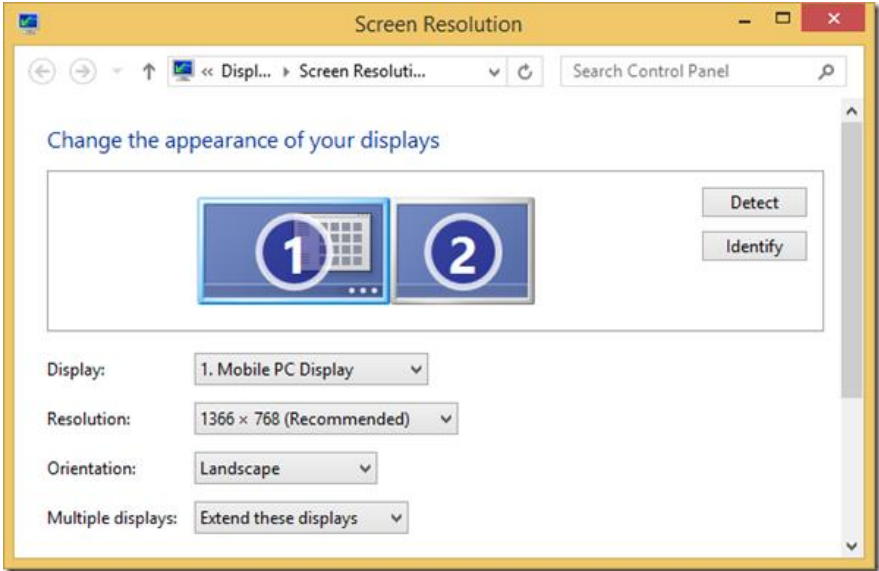 Screen Resolution
« Displ... Screen Resoluti...
Search Control Panel
Change the appearance of your displays
1
2
Detect
Identify
Display: 1. Mobile PC Display
Resolution: 1366 × 768 (Recommended)
Orientation: Landscape
Multiple displays: Extend these displays